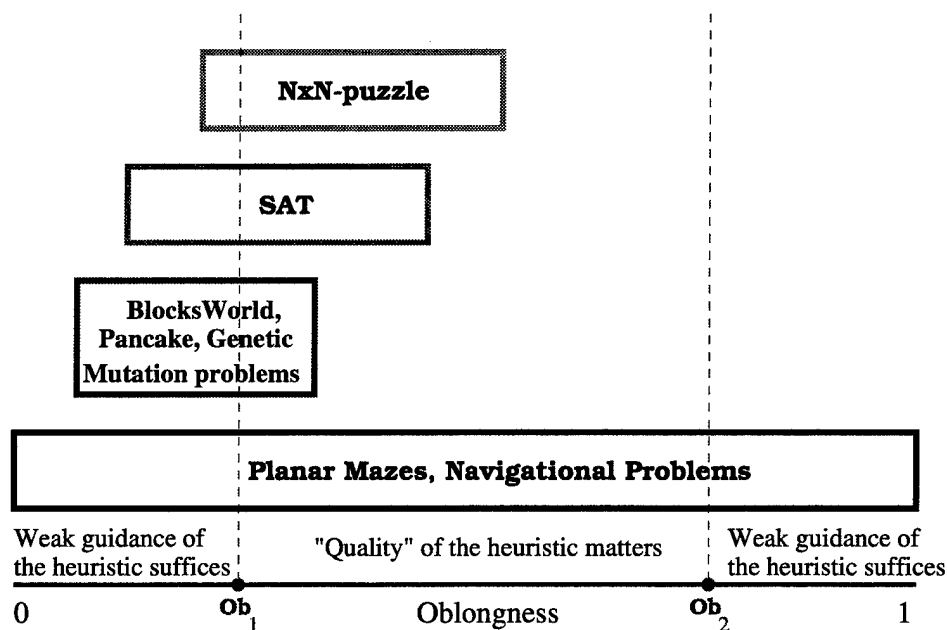 NxN-puzzle
SAT
BlocksWorld,
Pancake, Genetic
Mutation problems
Planar Mazes, Navigational Problems
Weak guidance of
the heuristic suffices
"Quality" of the heuristic matters
Weak guidance of
the heuristic suffices
0
Ob1
Oblongness
Ob2
1